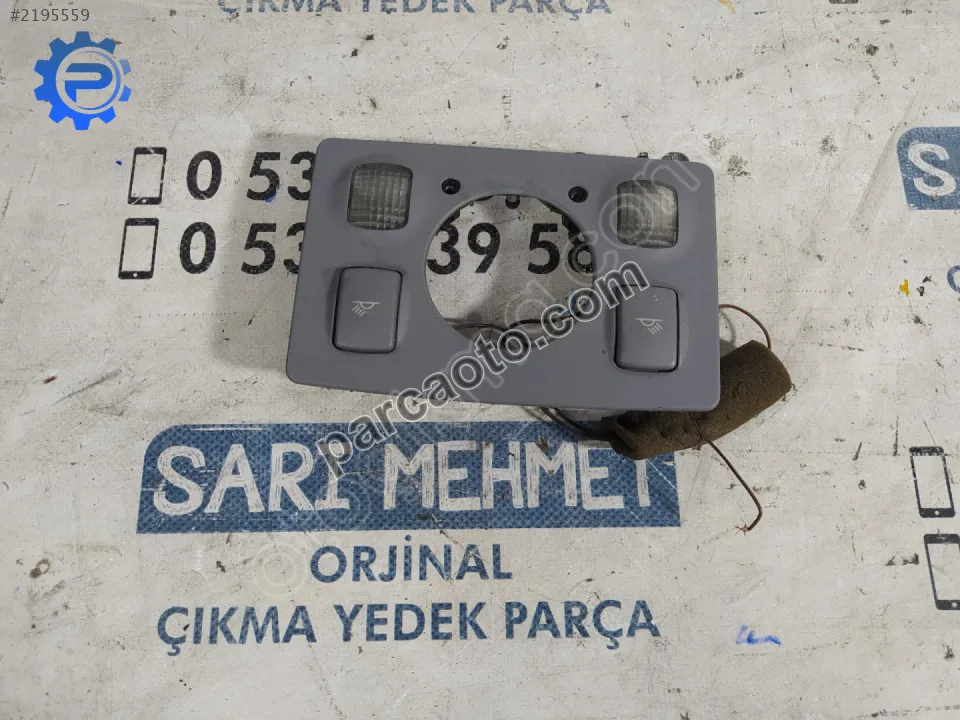 #2195559
ÇIKMA YEDEK PARÇA
P
0 53
0 53 39 58
S
parcaoto.com
SARI MEHMET
ORJİNAL
ÇIKMA YEDEK PARÇA